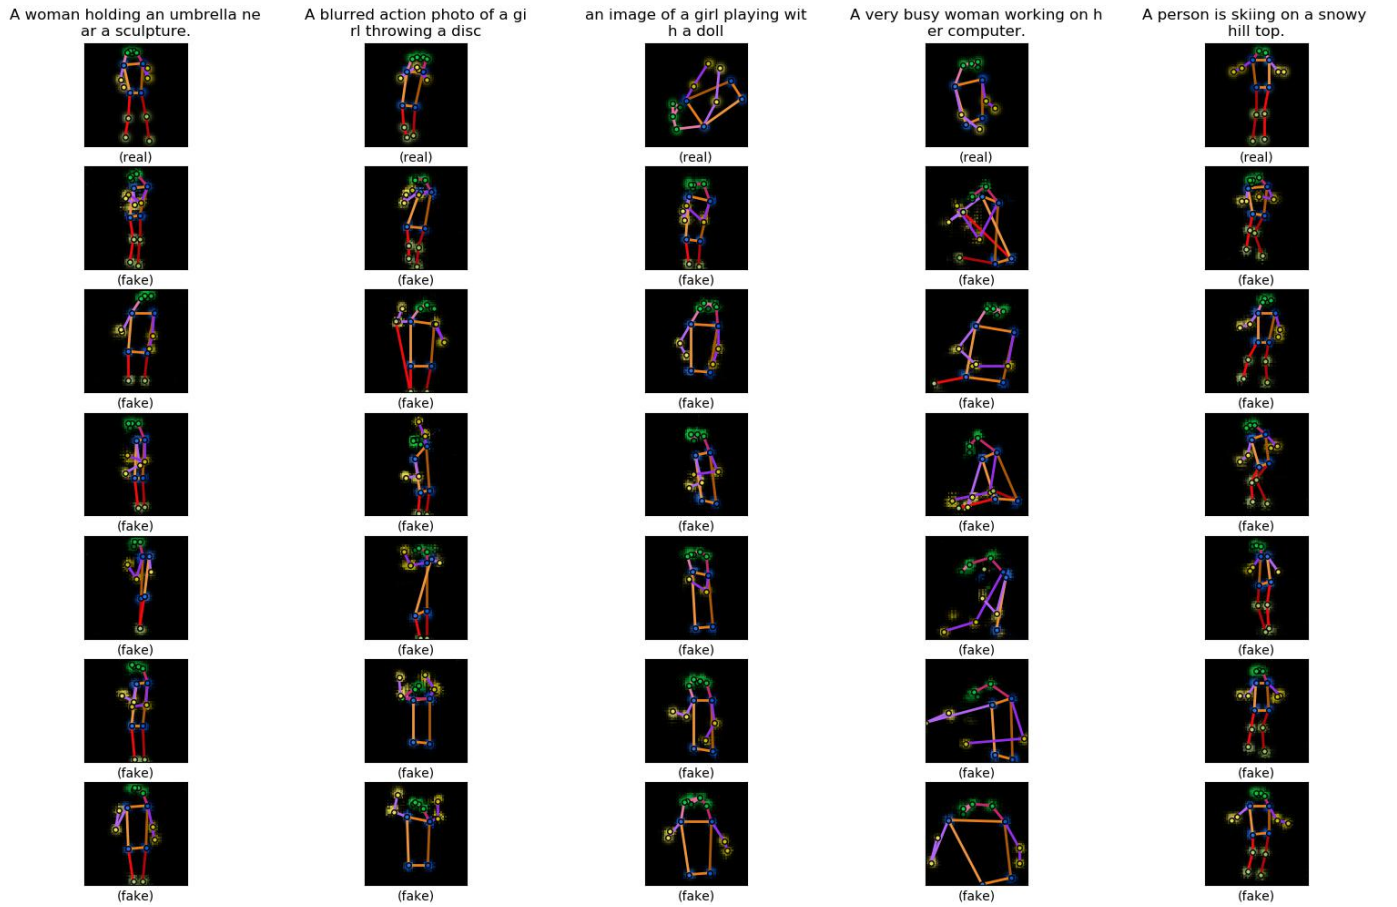 A woman holding an umbrella ne
ar a sculpture.
A blurred action photo of a gi
rl throwing a disc
an image of a girl playing wit
h a doll
A very busy woman working on h
er computer.
A person is skiing on a snowy
hill top.
(real) (real) (real) (real) (real)
(fake) (fake) (fake) (fake) (fake)
(fake) (fake) (fake) (fake) (fake)
(fake) (fake) (fake) (fake) (fake)
(fake) (fake) (fake) (fake) (fake)
(fake) (fake) (fake) (fake) (fake)
(fake) (fake) (fake) (fake) (fake)